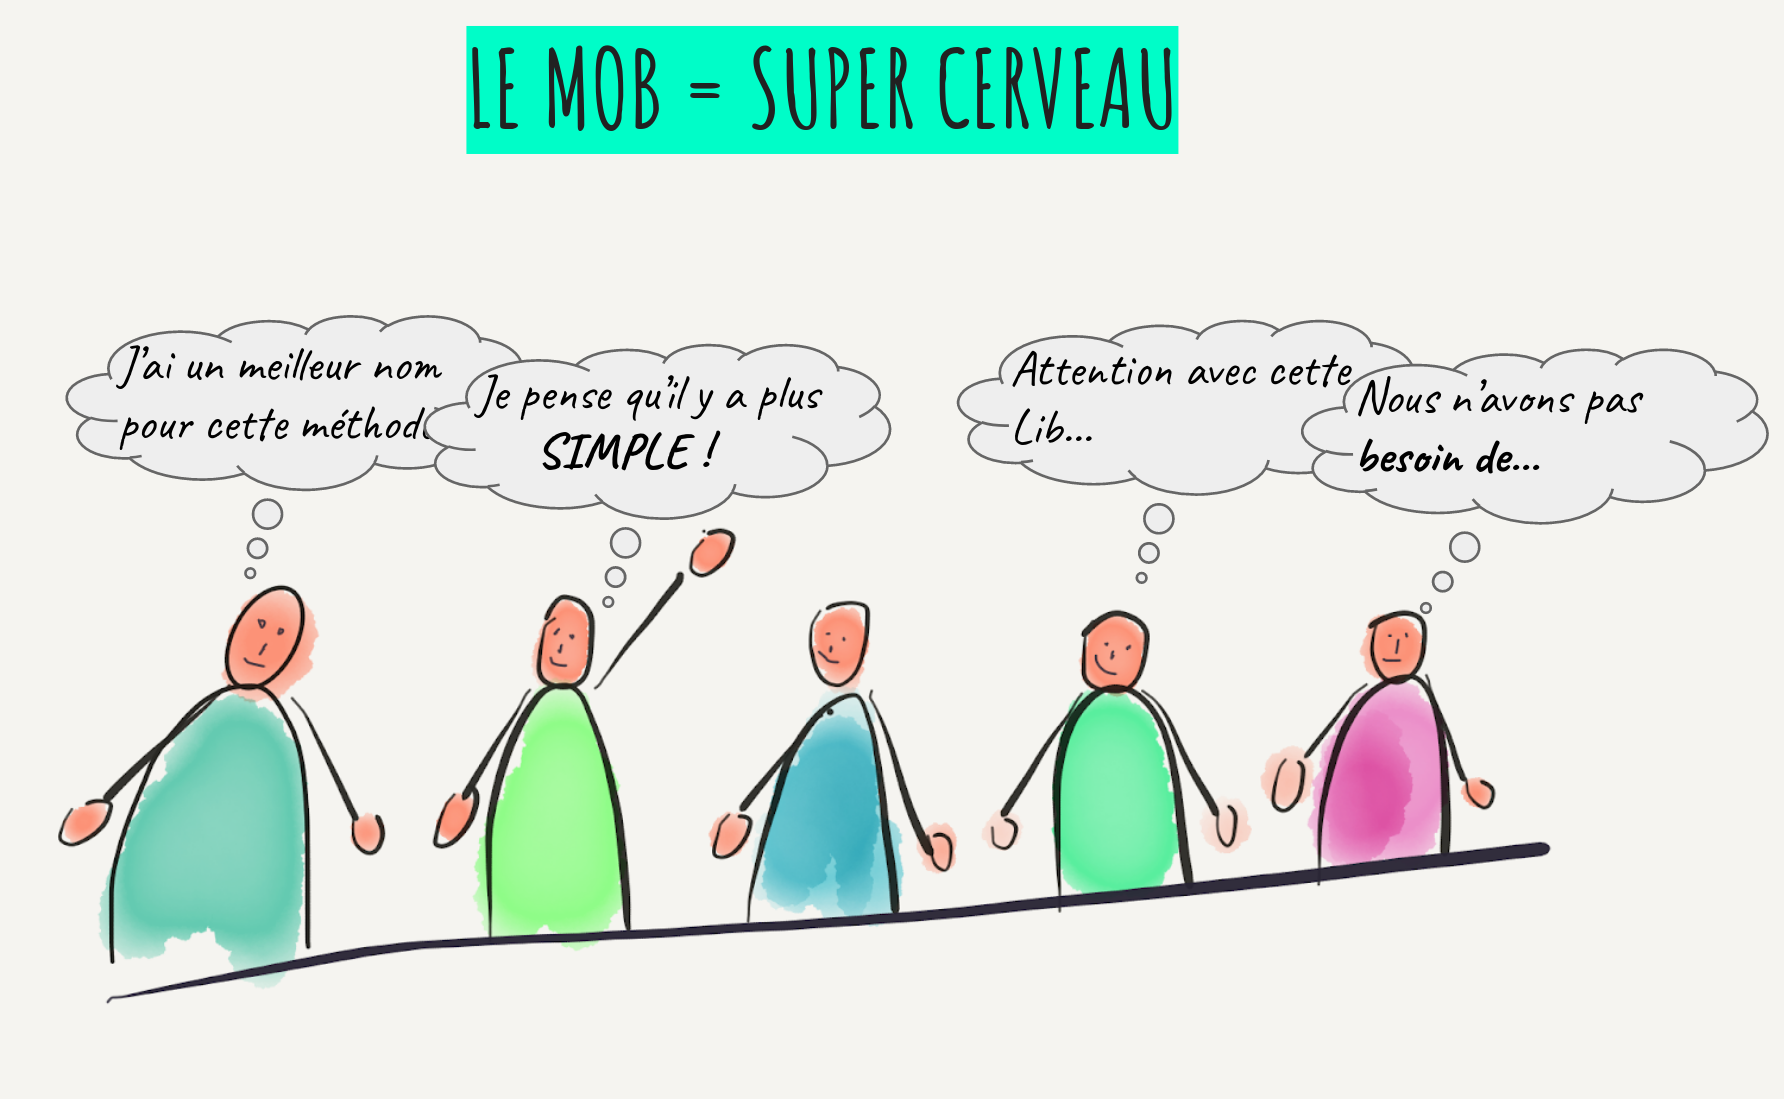 LE MOB = SUPER CERVEAU
J'ai un meilleur nom
pour cette méthod
Je pense qu'il y a plus
SIMPLE !
Attention avec cette
Lib...
Nous n'avons pas
besoin de...